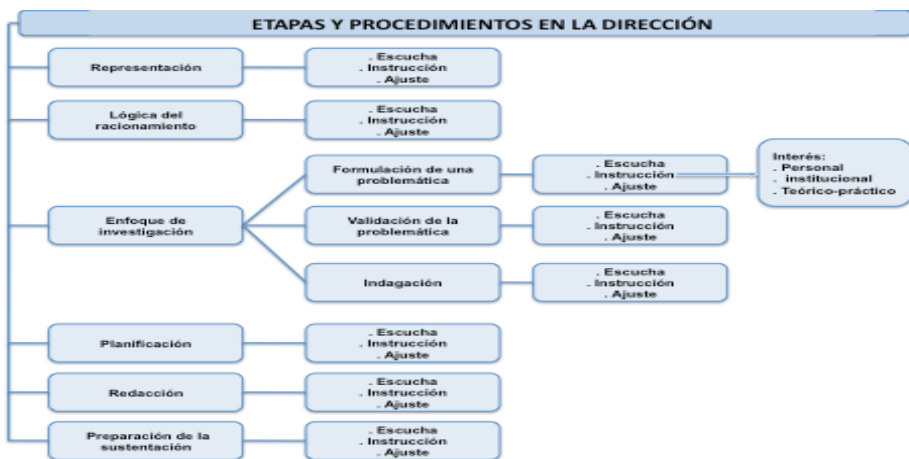 ETAPAS Y PROCEDIMIENTOS EN LA DIRECCIÓN
Representación
. Escucha
. Instrucción
. Ajuste
Lógica del
racionamiento
. Escucha
. Instrucción
. Ajuste
Enfoque de
investigación
Formulación de una
problemática
. Escucha
. Instrucción
. Ajuste
Interés:
. Personal
. institucional
. Teórico-práctico
Validación de la
problemática
. Escucha
. Instrucción
. Ajuste
Indagación
. Escucha
. Instrucción
. Ajuste
Planificación
. Escucha
. Instrucción
. Ajuste
Redacción
. Escucha
. Instrucción
. Ajuste
Preparación de la
sustentación
. Escucha
. Instrucción
. Ajuste